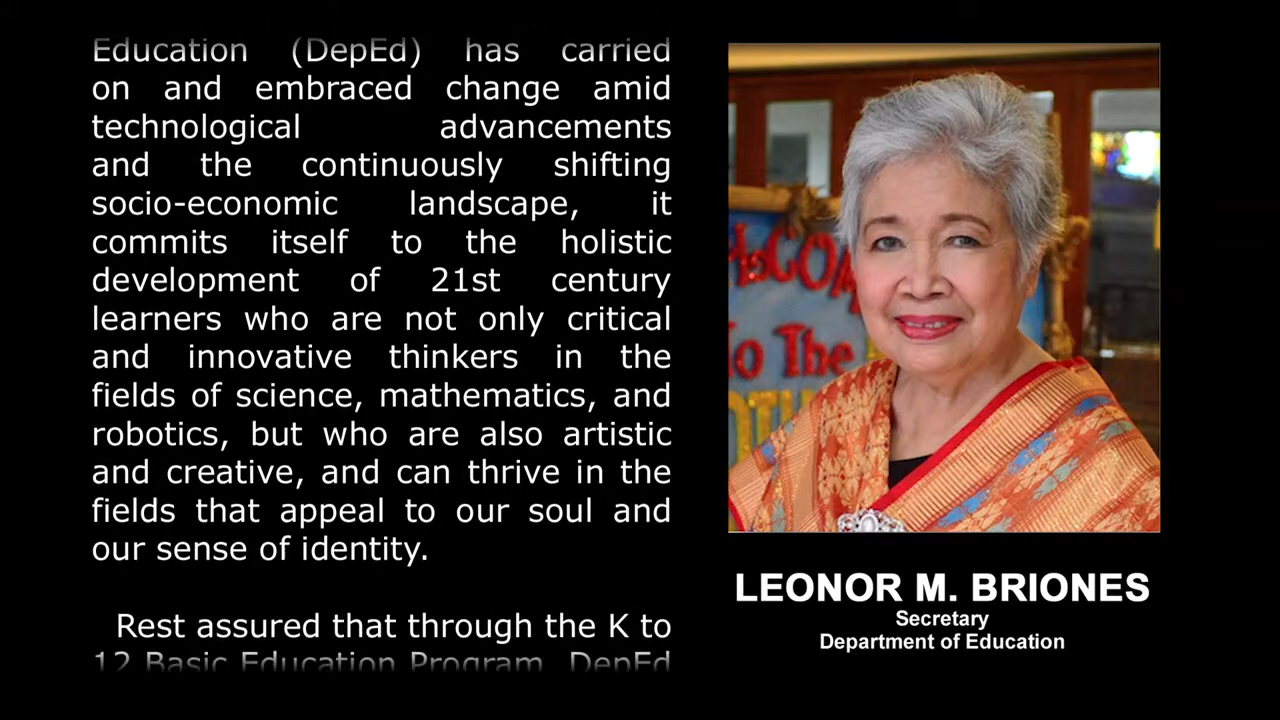 Education (DepEd) has carried
on and embraced change amid
technological advancements
and the continuously shifting
socio-economic landscape, it
commits itself to the holistic
development of 21st century
learners who are not only critical
and innovative thinkers in the
fields of science, mathematics, and
robotics, but who are also artistic
and creative, and can thrive in the
fields that appeal to our soul and
our sense of identity.
Rest assured that through the K to
12 Basic Education Program, DepEd
To The
LEONOR M. BRIONES
Secretary
Department of Education